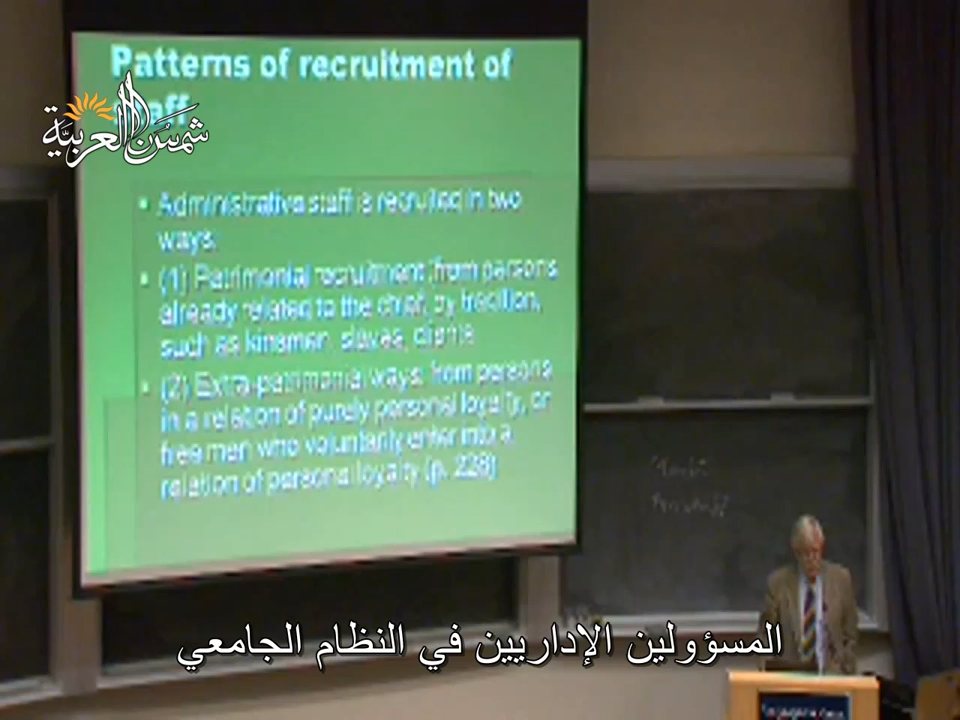 Patterns of recruitment of
staff
شمس العربية
Administrative staff is recruited in two
ways.
(1) Patrimonial recruitment from persons
already related to the chief by tradition,
such as kinsmen, slaves, clients
(2) Extra-patrimonial ways, from persons
in a relation of purely personal loyalty, or
free men who voluntarily enter into a
relation of personal loyalty (p. 228)
المسؤولين الإداريين في النظام الجامعي